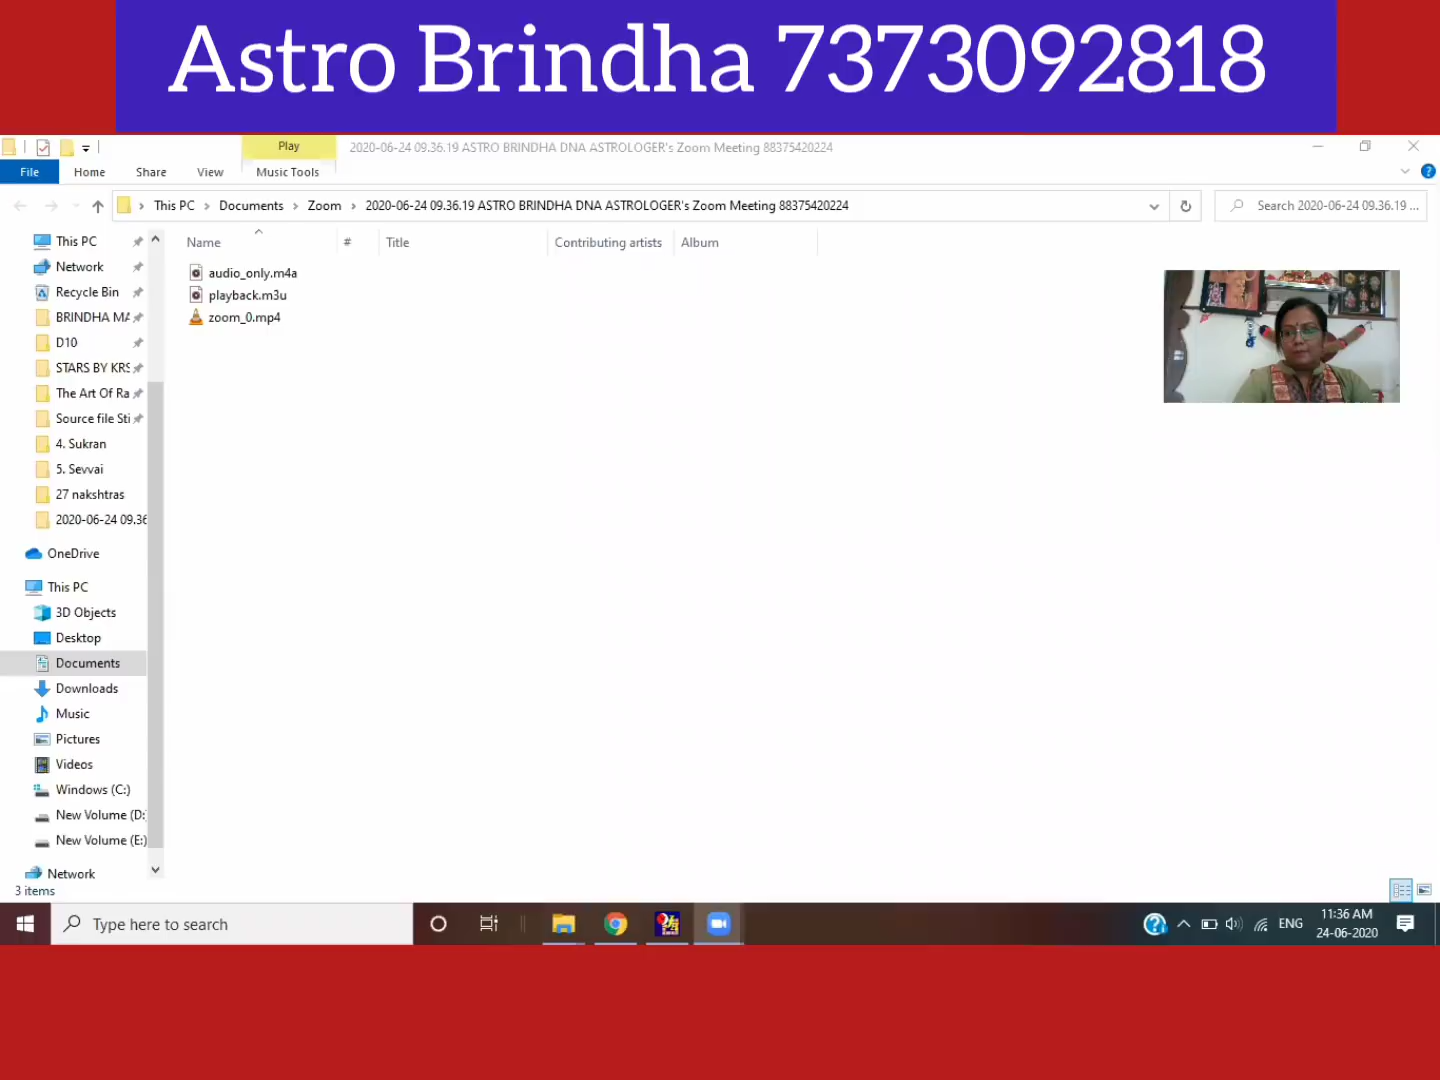 Astro Brindha 7373092818
Play
2020-06-24 09.36.19 ASTRO BRINDHA DNA ASTROLOGER's Zoom Meeting 88375420224
File
Home
Share
View
Music Tools
This PC
Documents
Zoom
2020-06-24 09.36.19 ASTRO BRINDHA DNA ASTROLOGER's Zoom Meeting 88375420224
Search 2020-06-24 09.36.19 ...
Name
#
Title
Contributing artists
Album
audio_only.m4a
playback.m3u
zoom_0.mp4
This PC
Network
Recycle Bin
BRINDHA MA
D10
STARS BY KRS
The Art Of Ra
Source file Sti
4. Sukran
5. Sevvai
27 nakshtras
2020-06-24 09.36
OneDrive
This PC
3D Objects
Desktop
Documents
Downloads
Music
Pictures
Videos
Windows (C:)
New Volume (D:
New Volume (E:)
Network
3 items
Type here to search
ENG
11:36 AM
24-06-2020